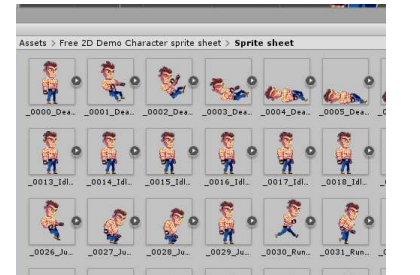 Assets > Free 2D Demo Character sprite sheet > Sprite sheet
_0000_Dea... _0001_Dea... _0002_Dea... _0003_Dea... _0004_Dea... _0005_Dea...
_0013_Idl... _0014_Idl... _0015_Idl... _0016_Idl... _0017_Idl... _0018_Idl...
_0026_Ju... _0027_Ju... _0028_Ju... _0029_Ju... _0030_Run... _0031_Run...